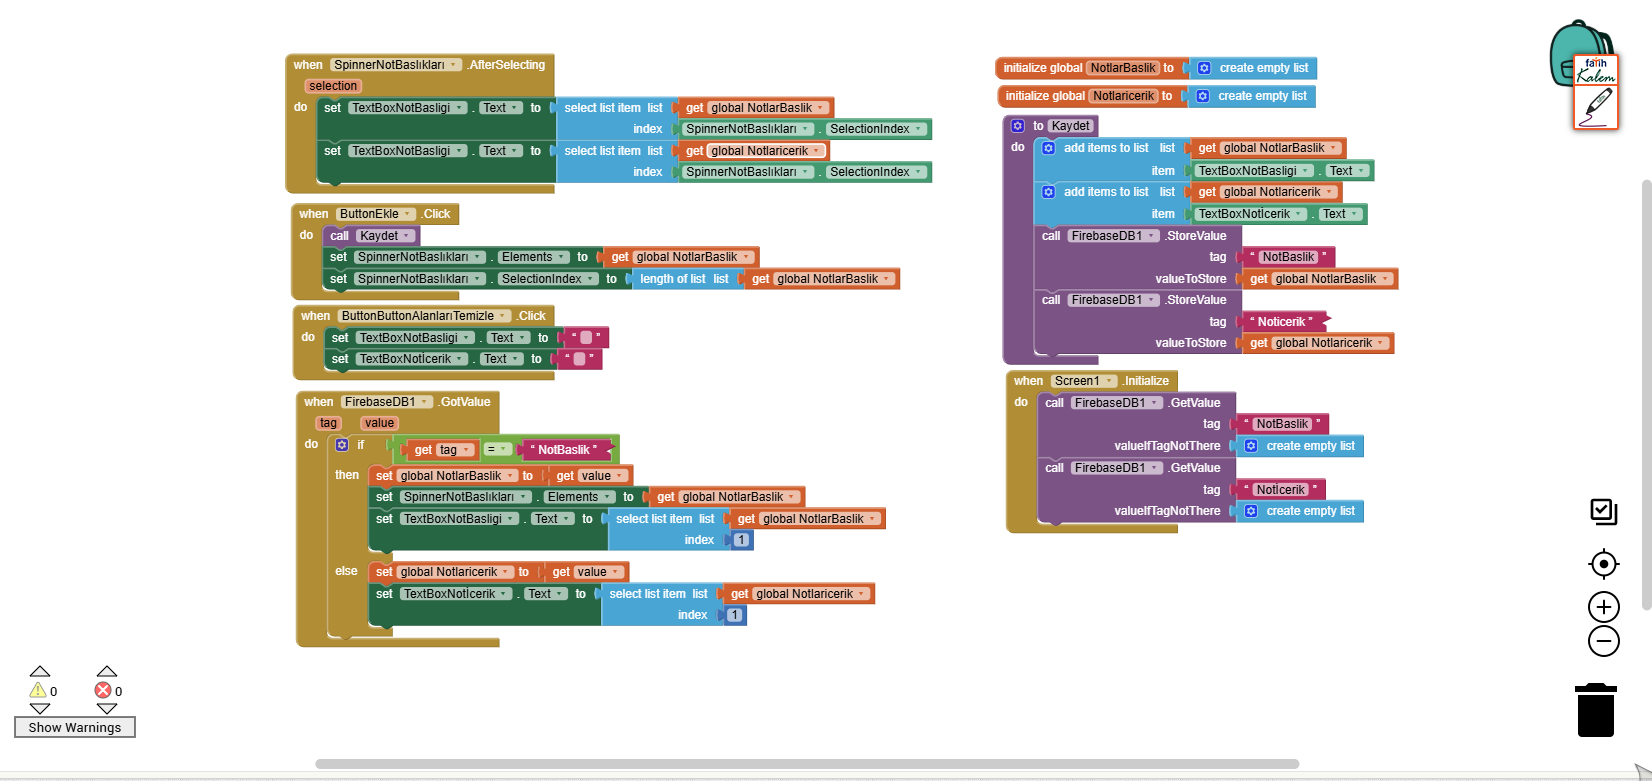 when SpinnerNotBaslıkları .AfterSelecting
selection
do set TextBoxNotBasligi . Text to select list item list get global NotlarBaslik
index SpinnerNotBaslıkları . SelectionIndex
set TextBoxNotBasligi . Text to select list item list get global Notlaricerik
index SpinnerNotBaslıkları . SelectionIndex
when ButtonEkle .Click
do call Kaydet
set SpinnerNotBaslıkları . Elements to get global NotlarBaslik
set SpinnerNotBaslıkları . SelectionIndex to length of list list get global NotlarBaslik
when ButtonButtonAlanlarıTemizle .Click
do set TextBoxNotBasligi . Text to “ ”
set TextBoxNotİcerik . Text to “ ”
when FirebaseDB1 .GotValue
tag value
do if get tag = “ NotBaslik ”
then set global NotlarBaslik to get value
set SpinnerNotBaslıkları . Elements to get global NotlarBaslik
set TextBoxNotBasligi . Text to select list item list get global NotlarBaslik
index 1
else set global Notlaricerik to get value
set TextBoxNotİcerik . Text to select list item list get global Notlaricerik
index 1
initialize global NotlarBaslik to create empty list
initialize global Notlaricerik to create empty list
to Kaydet
do add items to list list get global NotlarBaslik
item TextBoxNotBasligi . Text
add items to list list get global Notlaricerik
item TextBoxNotİcerik . Text
call FirebaseDB1 .StoreValue
tag “ NotBaslik ”
valueToStore get global NotlarBaslik
call FirebaseDB1 .StoreValue
tag “ Noticerik ”
valueToStore get global Notlaricerik
when Screen1 .Initialize
do call FirebaseDB1 .GetValue
tag “ NotBaslik ”
valueIfTagNotThere create empty list
call FirebaseDB1 .GetValue
tag “ Notİcerik ”
valueIfTagNotThere create empty list
fatih
Kalem
0 0
Show Warnings